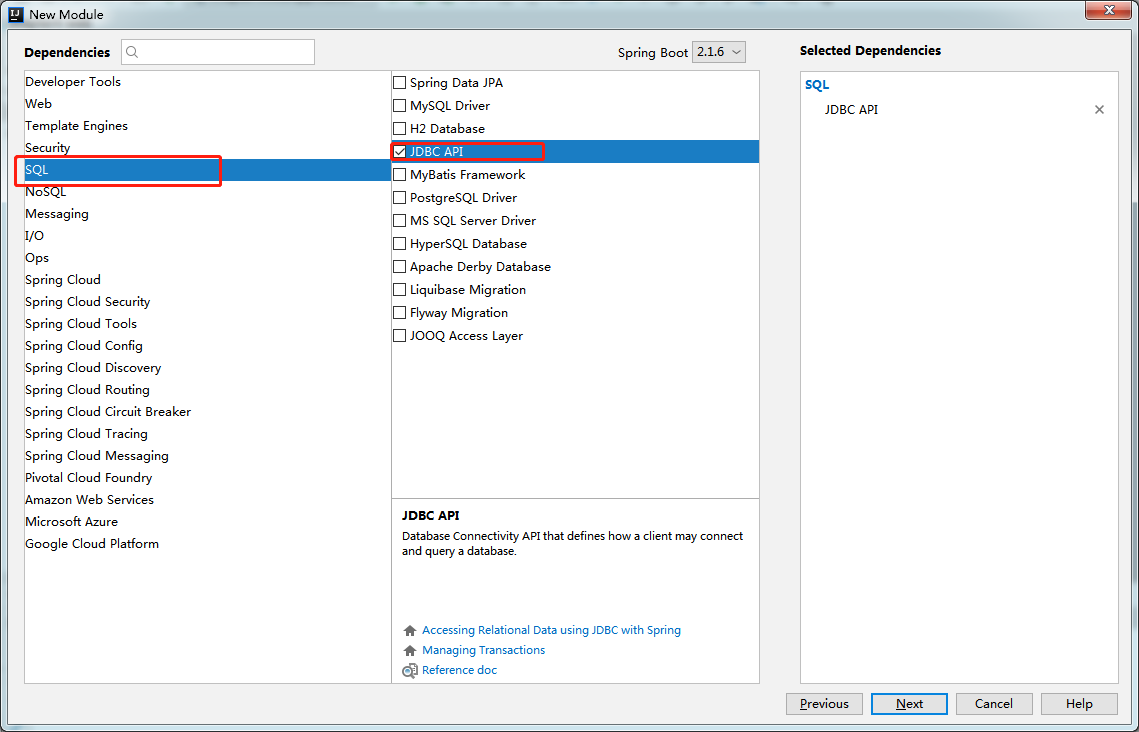 New Module
Dependencies
Spring Boot 2.1.6
Developer Tools
Web
Template Engines
Security
SQL
NoSQL
Messaging
I/O
Ops
Spring Cloud
Spring Cloud Security
Spring Cloud Tools
Spring Cloud Config
Spring Cloud Discovery
Spring Cloud Routing
Spring Cloud Circuit Breaker
Spring Cloud Tracing
Spring Cloud Messaging
Pivotal Cloud Foundry
Amazon Web Services
Microsoft Azure
Google Cloud Platform
Spring Data JPA
MySQL Driver
H2 Database
JDBC API
MyBatis Framework
PostgreSQL Driver
MS SQL Server Driver
HyperSQL Database
Apache Derby Database
Liquibase Migration
Flyway Migration
JOOQ Access Layer
JDBC API
Database Connectivity API that defines how a client may connect
and query a database.
Accessing Relational Data using JDBC with Spring
Managing Transactions
Reference doc
Selected Dependencies
SQL
JDBC API
Previous
Next
Cancel
Help